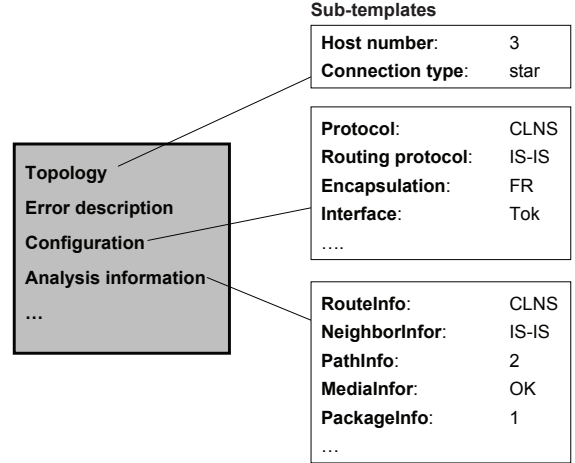 Sub-templates
Host number: 3
Connection type: star
Protocol: CLNS
Routing protocol: IS-IS
Encapsulation: FR
Interface: Tok
….
Topology
Error description
Configuration
Analysis information
…
RouteInfo: CLNS
NeighborInfor: IS-IS
PathInfo: 2
MediaInfor: OK
PackageInfo: 1
…